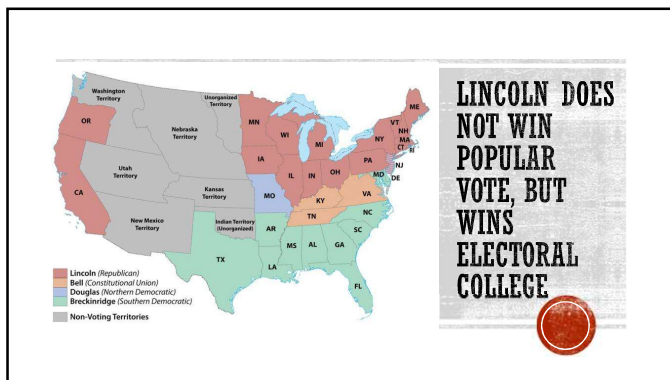 Washington
Territory
Unorganized
Territory
ME
OR
MN
VT
NH
WI
NY
MA
Nebraska
Territory
MI
CT
RI
IA
PA
NJ
Utah
Territory
IL
IN
OH
MD
DE
CA
Kansas
Territory
MO
VA
KY
NC
New Mexico
Territory
Indian Territory
(Unorganized)
TN
AR
SC
TX
MS
AL
GA
LA
FL
Lincoln (Republican)
Bell (Constitutional Union)
Douglas (Northern Democratic)
Breckinridge (Southern Democratic)
Non-Voting Territories
LINCOLN DOES
NOT WIN
POPULAR
VOTE, BUT
WINS
ELECTORAL
COLLEGE